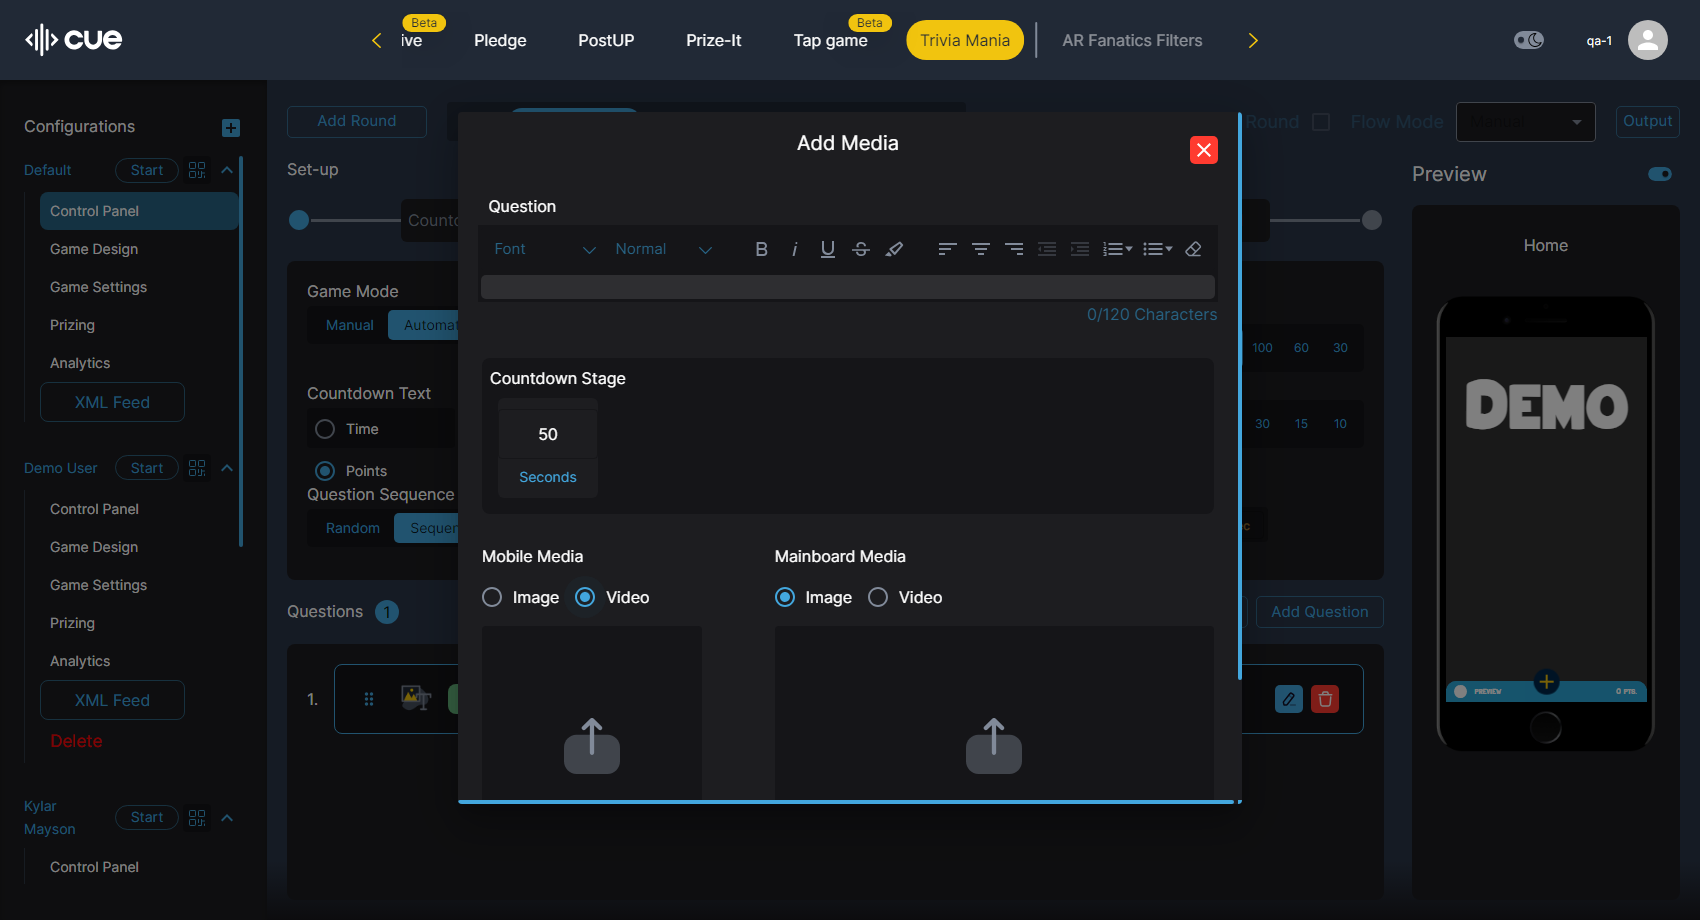 cue
Beta
ive
Pledge
PostUP
Prize-It
Beta
Tap game
Trivia Mania
AR Fanatics Filters
qa-1
Configurations
Default
Start
Control Panel
Game Design
Game Settings
Prizing
Analytics
XML Feed
Demo User
Start
Control Panel
Game Design
Game Settings
Prizing
Analytics
XML Feed
Delete
Kylar
Mayson
Start
Control Panel
Add Round
Round
Flow Mode
Output
Set-up
Countd
Game Mode
Manual
Automat
Countdown Text
Time
Points
Question Sequence
Random
Sequen
Questions
1
1.
Add Media
Question
Font
Normal
0/120 Characters
Countdown Stage
50
Seconds
Mobile Media
Image
Video
Mainboard Media
Image
Video
100
60
30
30
15
10
c
Add Question
Preview
Home
DEMO
PREVIEW
0 PTS.